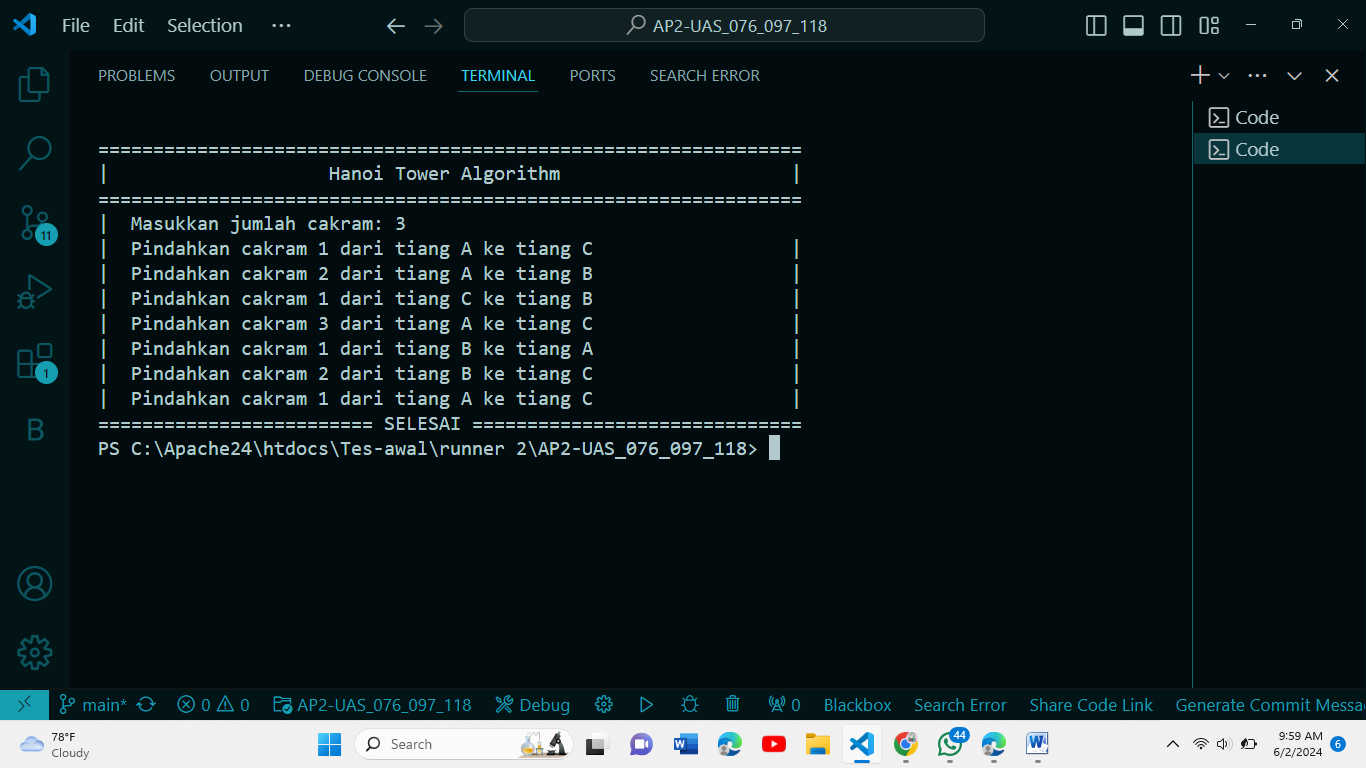 File Edit Selection ··· AP2-UAS_076_097_118
PROBLEMS OUTPUT DEBUG CONSOLE TERMINAL PORTS SEARCH ERROR
Code
Code
================================================================
| Hanoi Tower Algorithm |
================================================================
| Masukkan jumlah cakram: 3
| Pindahkan cakram 1 dari tiang A ke tiang C |
| Pindahkan cakram 2 dari tiang A ke tiang B |
| Pindahkan cakram 1 dari tiang C ke tiang B |
| Pindahkan cakram 3 dari tiang A ke tiang C |
| Pindahkan cakram 1 dari tiang B ke tiang A |
| Pindahkan cakram 2 dari tiang B ke tiang C |
| Pindahkan cakram 1 dari tiang A ke tiang C |
========================= SELESAI ==============================
PS C:\Apache24\htdocs\Tes-awal\runner 2\AP2-UAS_076_097_118>
11
1
B
main* 0 0 AP2-UAS_076_097_118 Debug 0 Blackbox Search Error Share Code Link Generate Commit Messa
78°F
Cloudy
Search
44
9:59 AM
6/2/2024
6